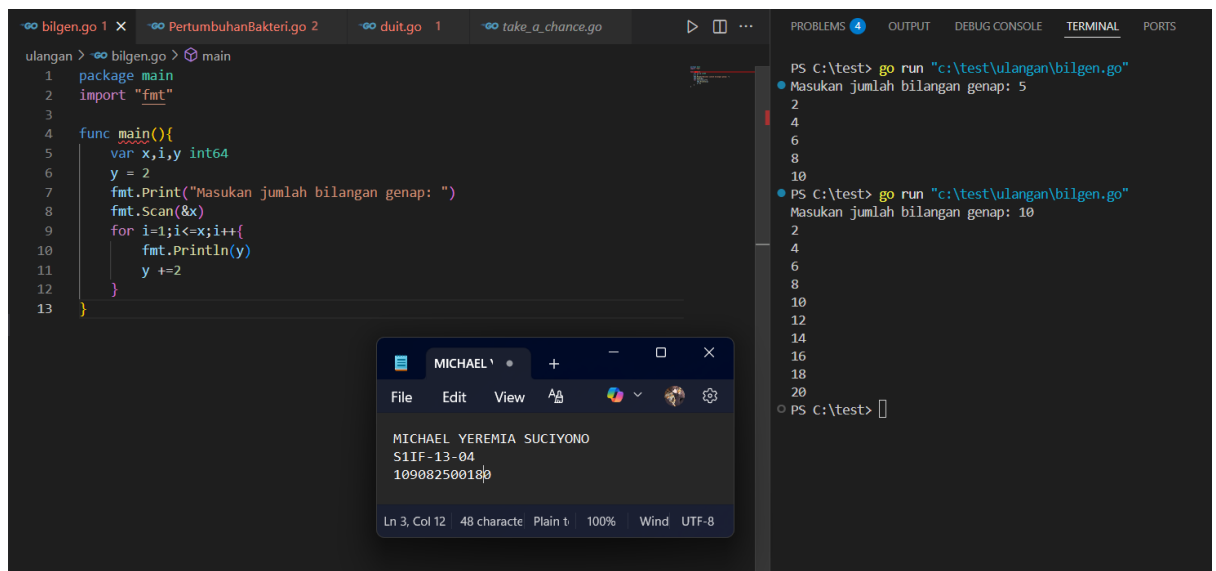 bilgen.go 1
PertumbuhanBakteri.go 2
duit.go 1
take_a_chance.go
ulangan > bilgen.go > main
1 package main
2 import "fmt"
3
4 func main(){
5 var x,i,y int64
6 y = 2
7 fmt.Print("Masukan jumlah bilangan genap: ")
8 fmt.Scan(&x)
9 for i=1;i<=x;i++{
10 fmt.Println(y)
11 y +=2
12 }
13 }
MICHAEL Y
File Edit View
MICHAEL YEREMIA SUCIYONO
S1IF-13-04
109082500180
Ln 3, Col 12 48 characte Plain t 100% Wind UTF-8
PROBLEMS 4 OUTPUT DEBUG CONSOLE TERMINAL PORTS
PS C:\test> go run "c:\test\ulangan\bilgen.go"
Masukan jumlah bilangan genap: 5
2
4
6
8
10
PS C:\test> go run "c:\test\ulangan\bilgen.go"
Masukan jumlah bilangan genap: 10
2
4
6
8
10
12
14
16
18
20
PS C:\test>